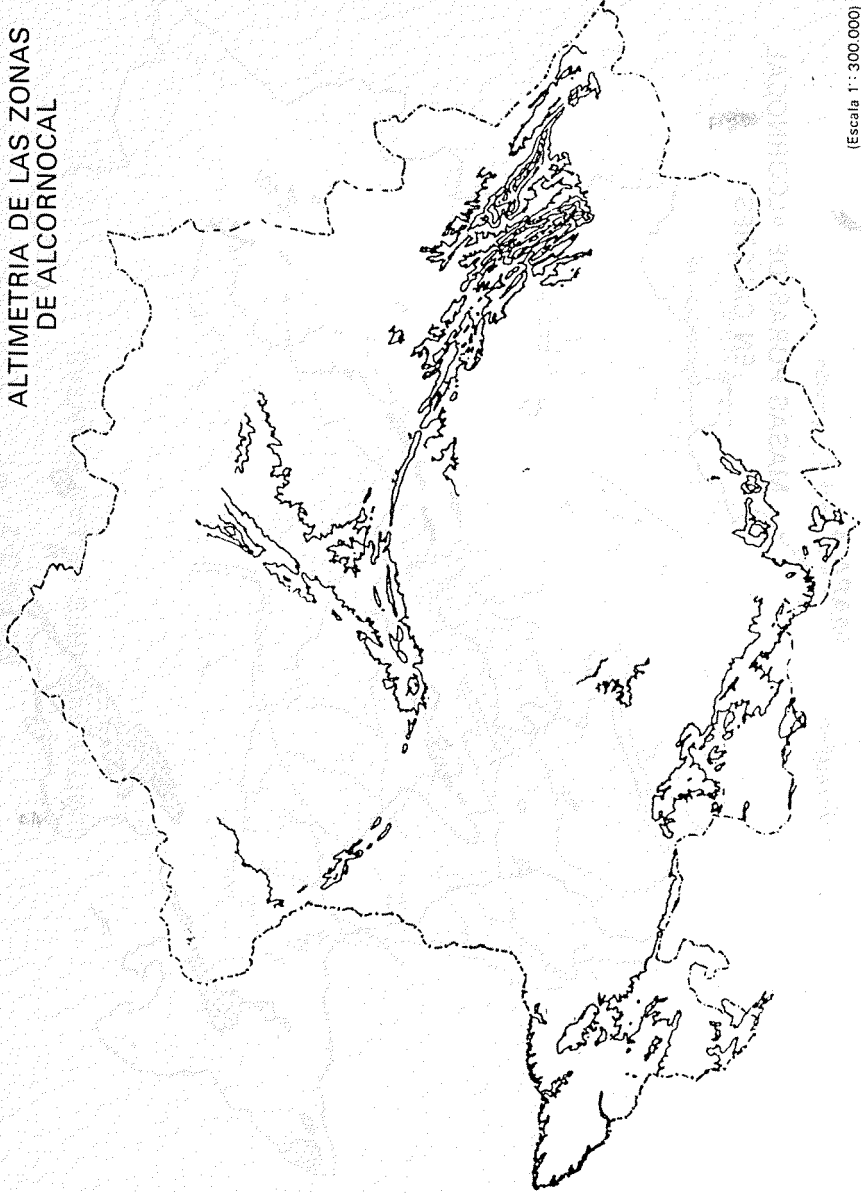 ALTIMETRIA DE LAS ZONAS
DE ALCORNOCAL
(Escala 1: 300.000)